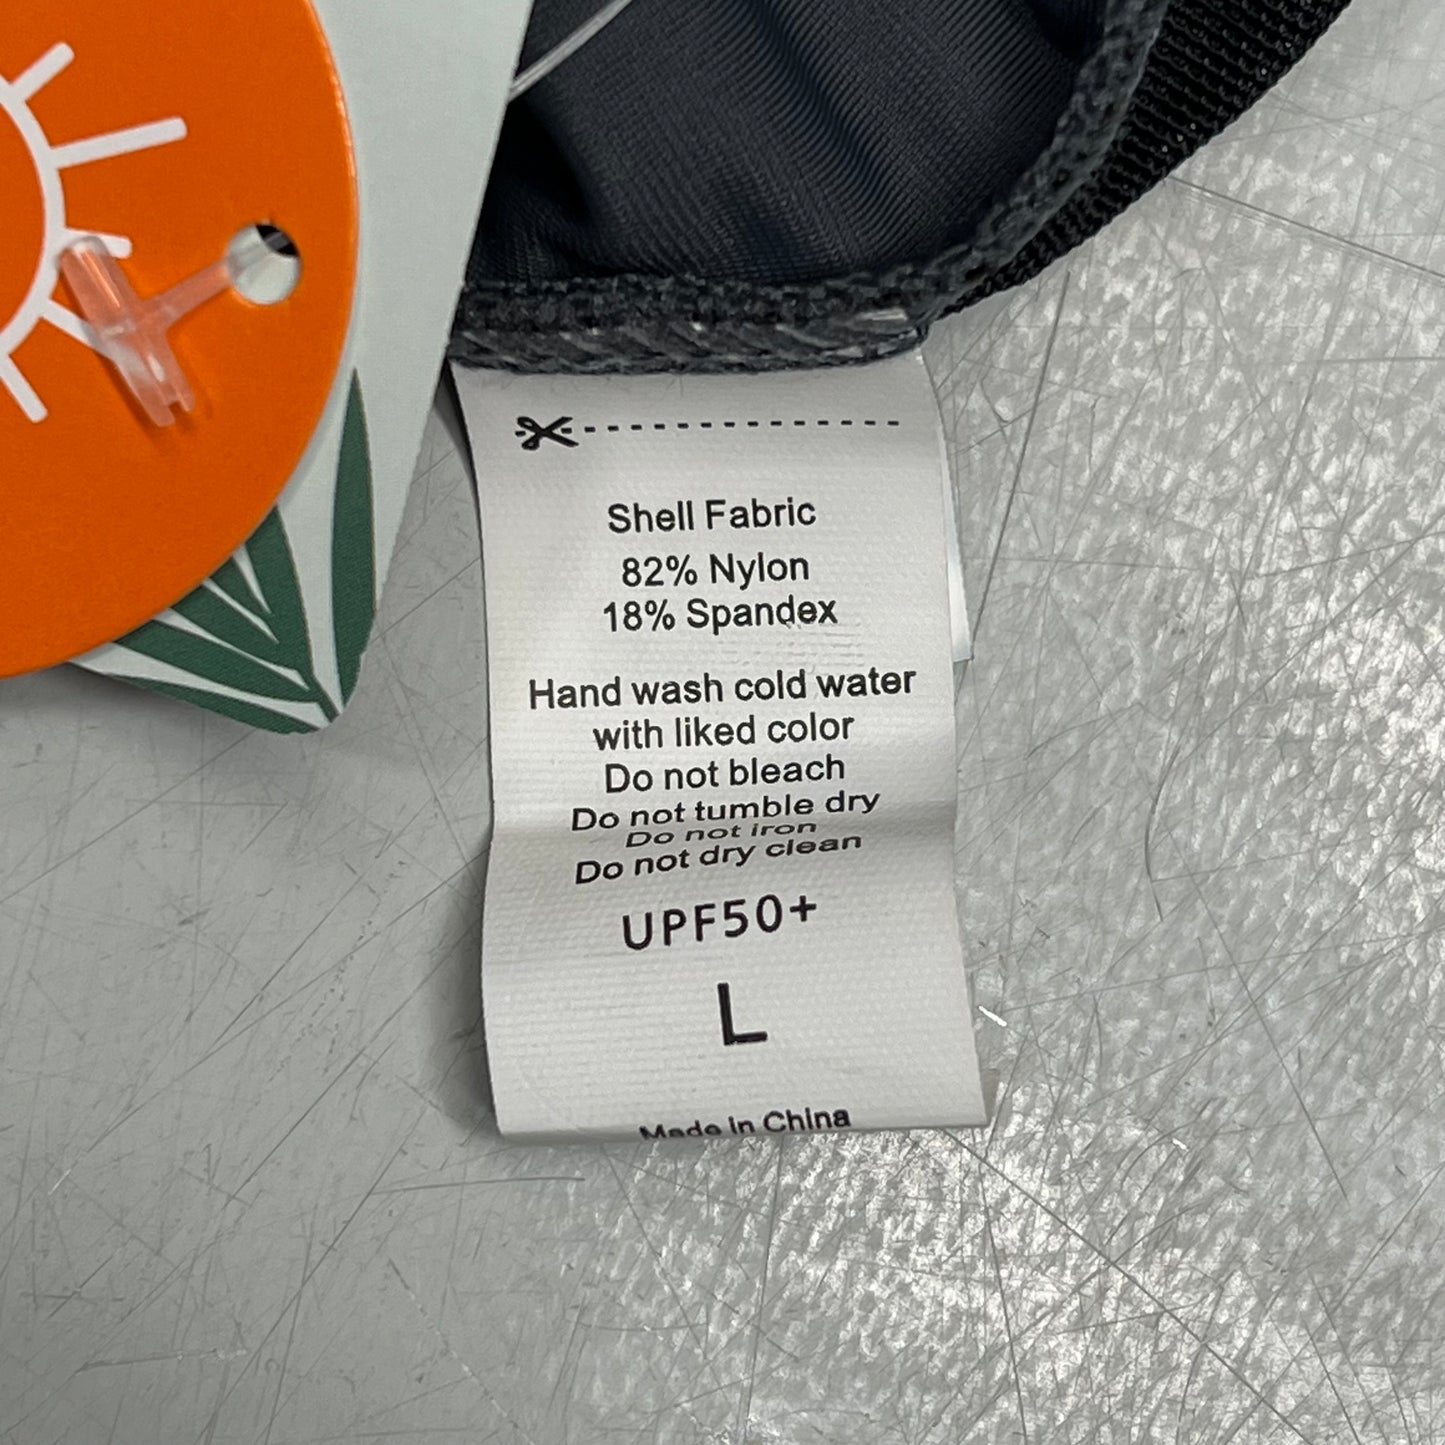 Shell Fabric
82% Nylon
18% Spandex
Hand wash cold water
with liked color
Do not bleach
Do not tumble dry
Do not iron
Do not dry clean
UPF50+
L
Made in China